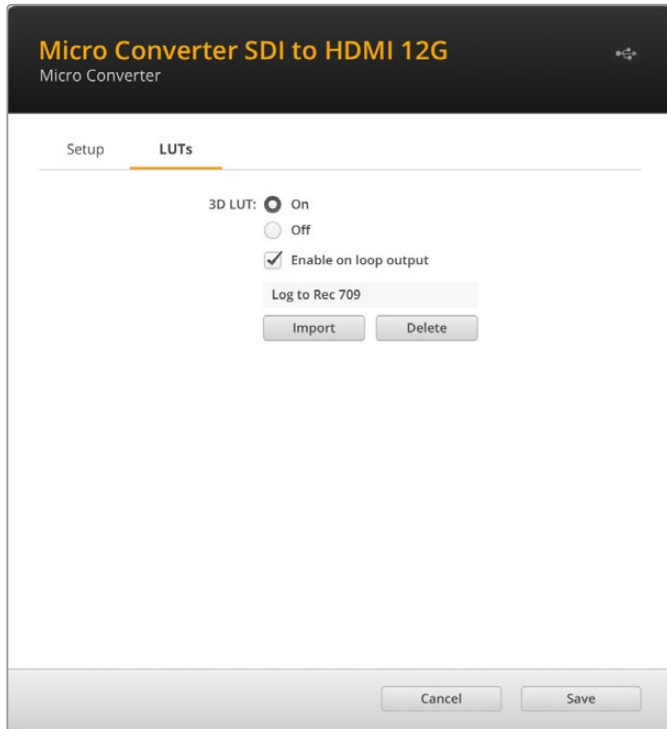 Micro Converter SDI to HDMI 12G
Micro Converter
Setup LUTs
3D LUT: On
Off
Enable on loop output
Log to Rec 709
Import Delete
Cancel Save